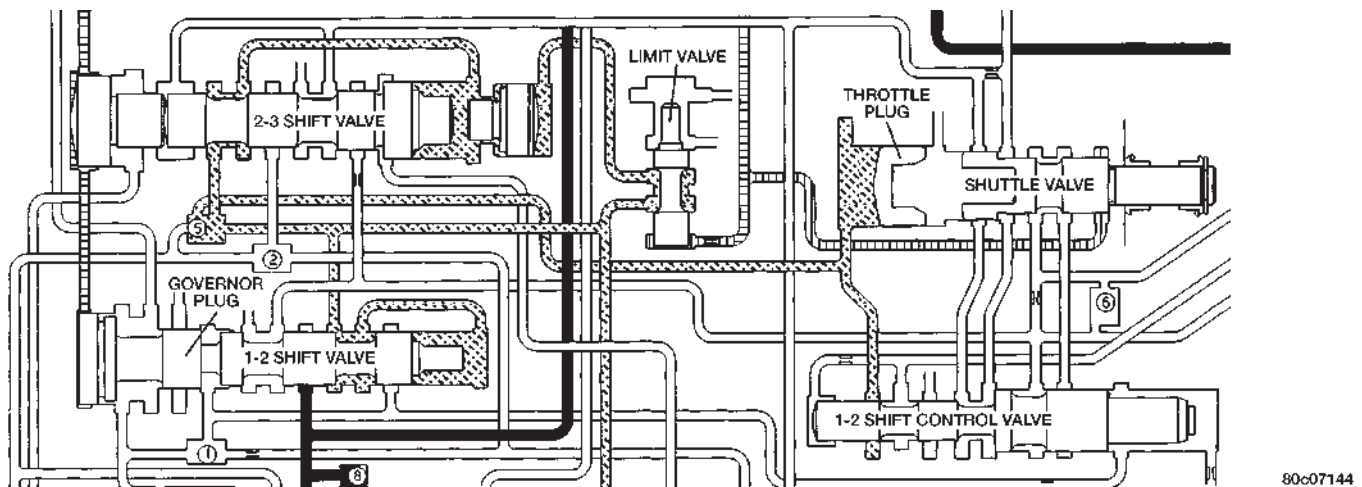 LIMIT VALVE
THROTTLE
PLUG
2-3 SHIFT VALVE
SHUTTLE VALVE
5
2
GOVERNOR
PLUG
6
1-2 SHIFT VALVE
1-2 SHIFT CONTROL VALVE
1
8
80c07144